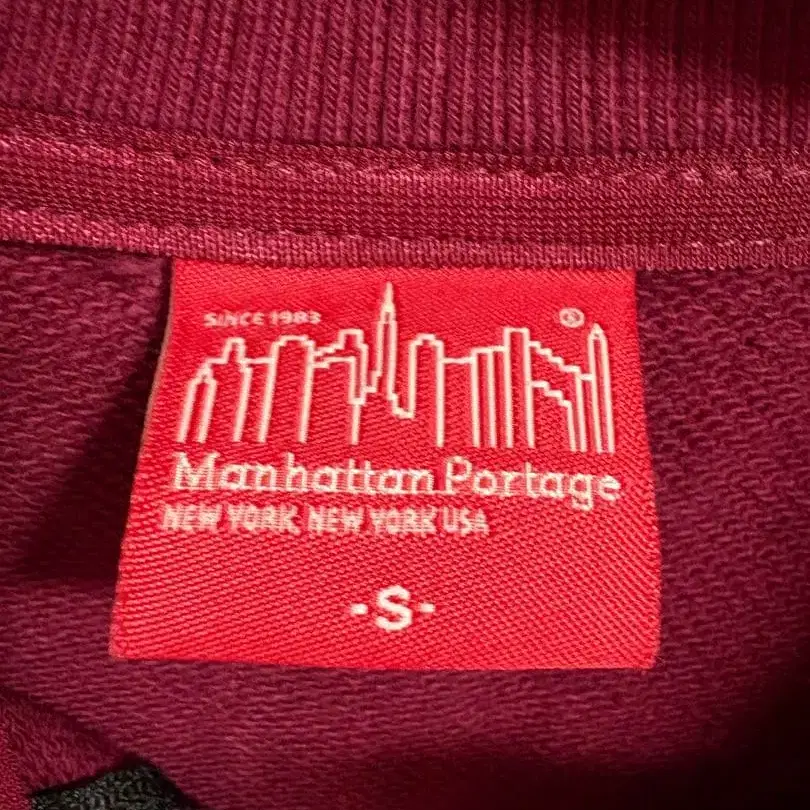 SINCE 1983
®
Manhattan Portage
NEW YORK, NEW YORK USA
-S-